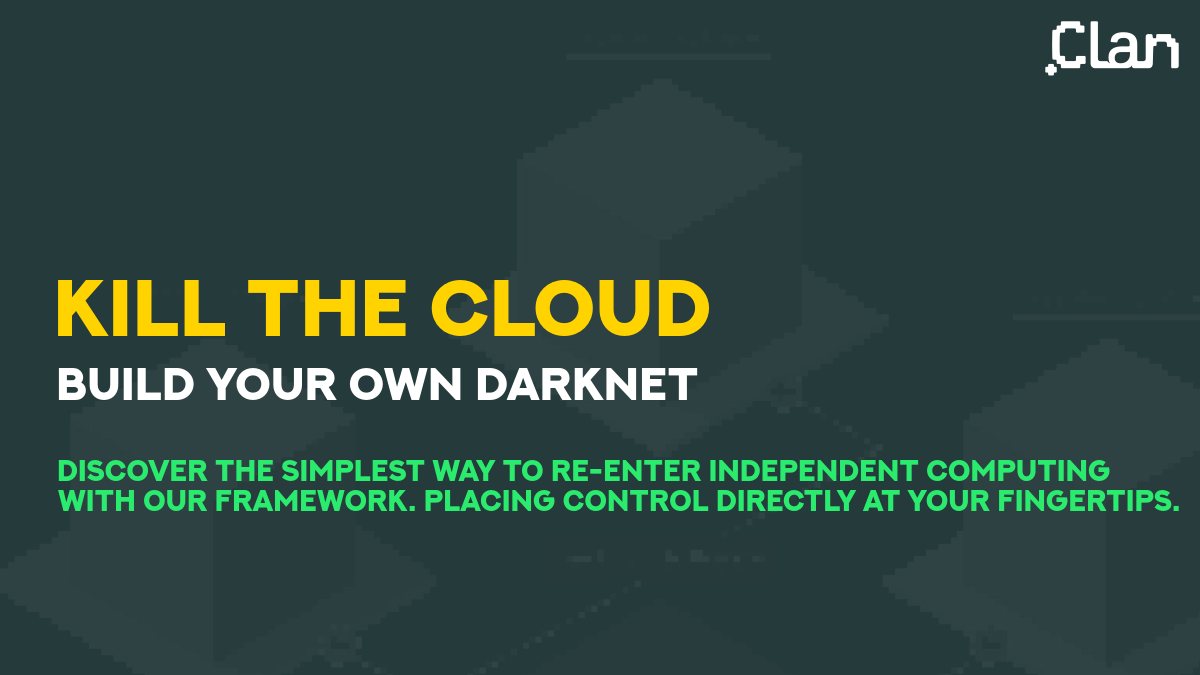 Clan
KILL THE CLOUD
BUILD YOUR OWN DARKNET
DISCOVER THE SIMPLEST WAY TO RE-ENTER INDEPENDENT COMPUTING
WITH OUR FRAMEWORK. PLACING CONTROL DIRECTLY AT YOUR FINGERTIPS.